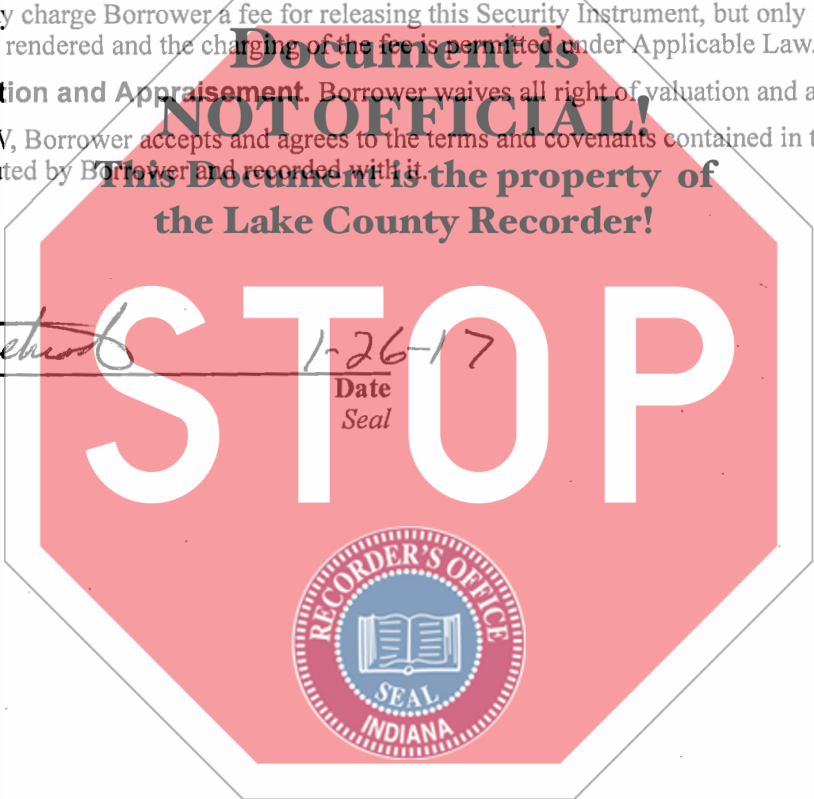 y charge Borrower a fee for releasing this Security Instrument, but only
rendered and the charging of the fee is permitted under Applicable Law.
Document is
tion and Appraisement. Borrower waives all right of valuation and a
NOT OFFICIAL!
, Borrower accepts and agrees to the terms and covenants contained in t
ted by Borrower and recorded with it.
This Document is the property of
the Lake County Recorder!
1-26-17
Date
Seal
STOP
RECORDER'S OFFICE
SEAL
INDIANA